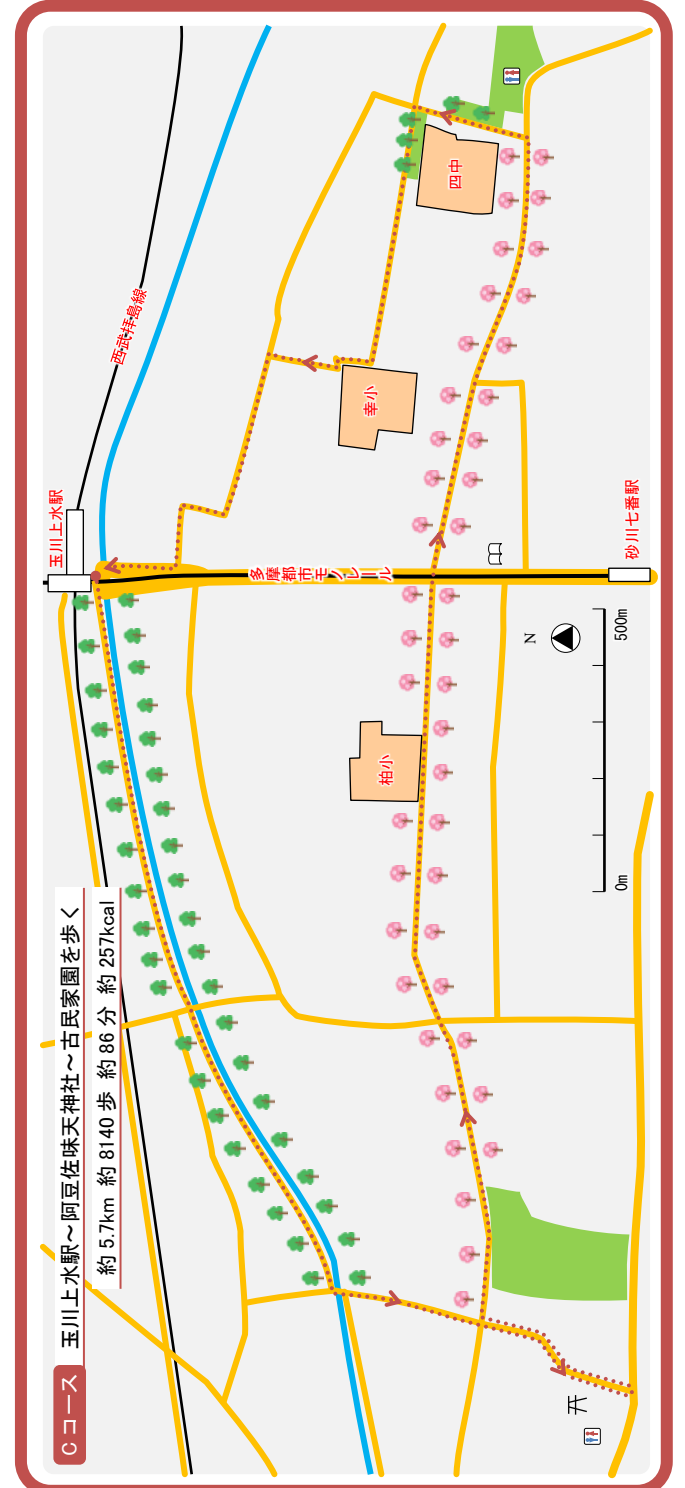 Cコース
玉川上水駅～阿豆佐味天神社～古民家園を歩く
約 5.7km 約 8140 歩 約 86 分 約 257kcal
西武拝島線
玉川上水駅
多摩都市モノレール
砂川七番駅
四中
幸小
柏小
N
0m
500m